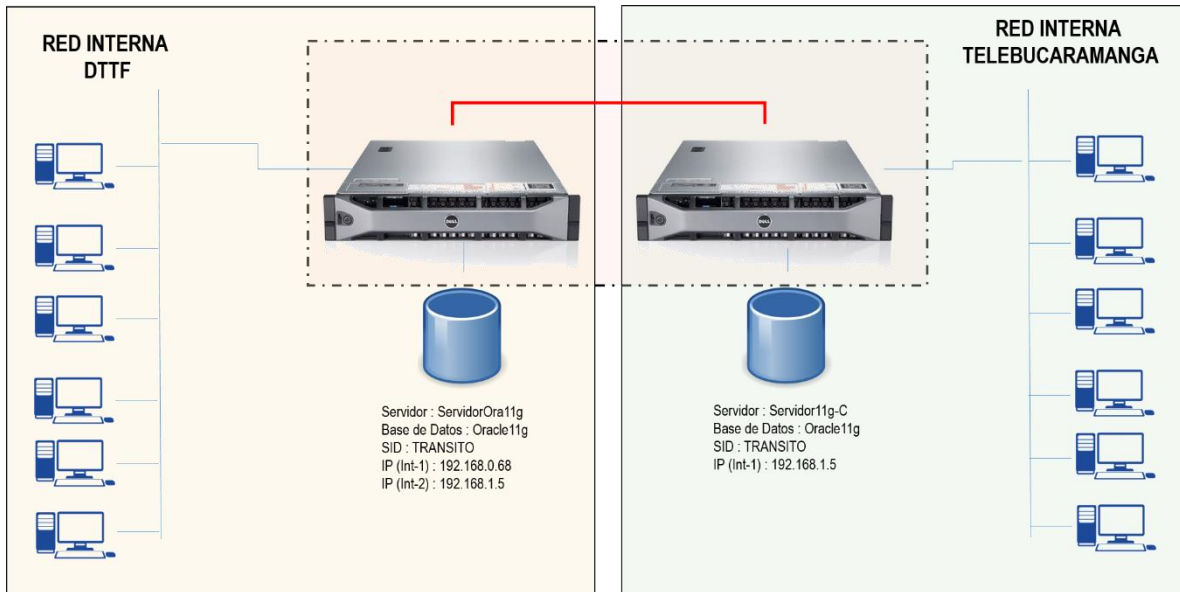 RED INTERNA
DTTF
RED INTERNA
TELEBUCARAMANGA
DELL
DELL
Servidor : ServidorOra11g
Base de Datos : Oracle11g
SID : TRANSITO
IP (Int-1) : 192.168.0.68
IP (Int-2) : 192.168.1.5
Servidor : Servidor11g-C
Base de Datos : Oracle11g
SID : TRANSITO
IP (Int-1) : 192.168.1.5